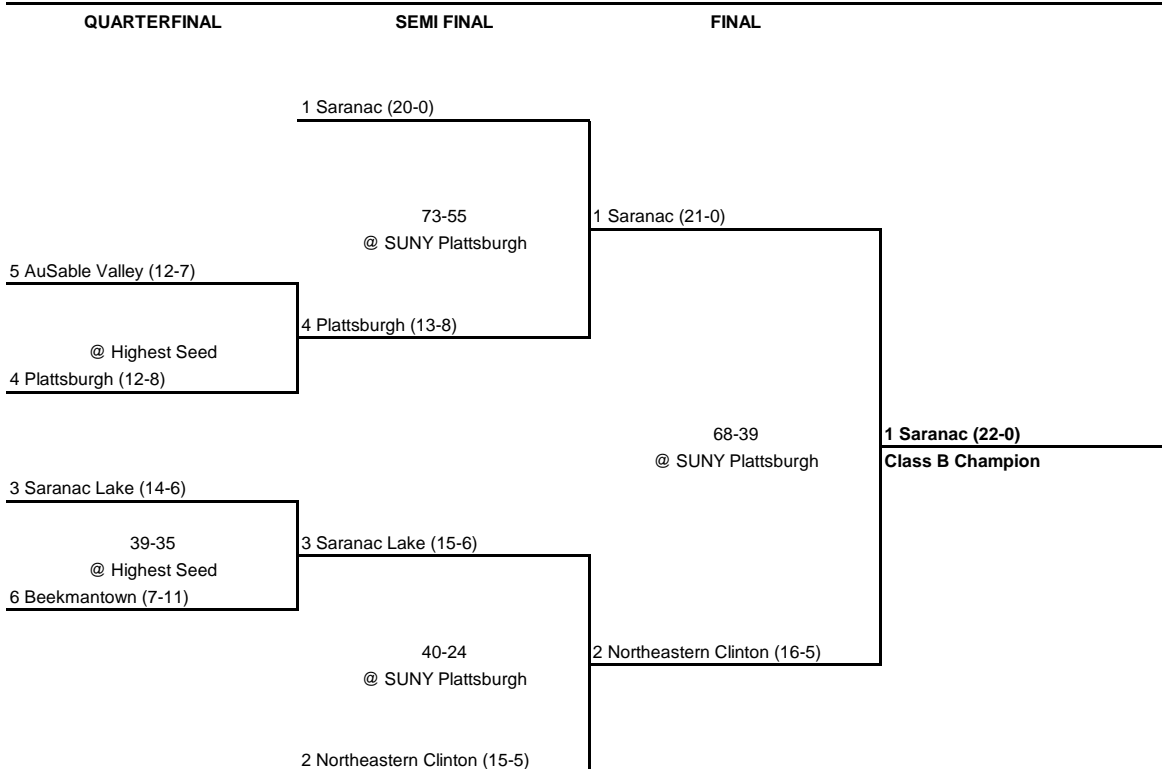 QUARTERFINAL SEMI FINAL FINAL
1 Saranac (20-0)
73-55
@ SUNY Plattsburgh
1 Saranac (21-0)
5 AuSable Valley (12-7)
@ Highest Seed
4 Plattsburgh (13-8)
4 Plattsburgh (12-8)
68-39
@ SUNY Plattsburgh
1 Saranac (22-0)
Class B Champion
3 Saranac Lake (14-6)
39-35
@ Highest Seed
3 Saranac Lake (15-6)
6 Beekmantown (7-11)
40-24
@ SUNY Plattsburgh
2 Northeastern Clinton (16-5)
2 Northeastern Clinton (15-5)